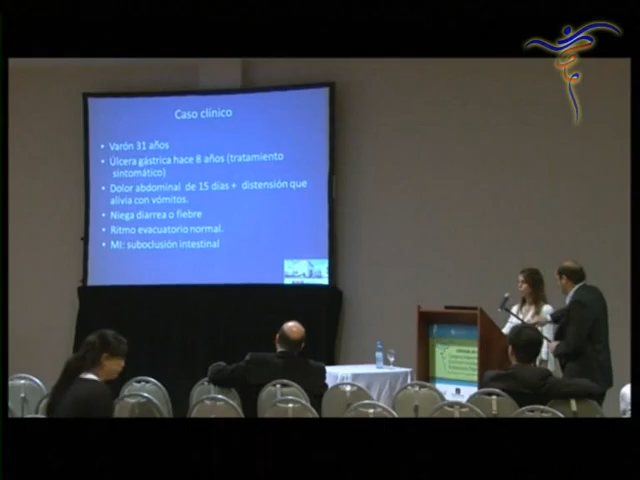 Caso clínico
• Varón 31 años
• Úlcera gástrica hace 8 años (tratamiento
sintomático)
• Dolor abdominal de 15 días + distensión que
alivia con vómitos.
• Niega diarrea o fiebre
• Ritmo evacuatorio normal.
• MI: suboclusión intestinal